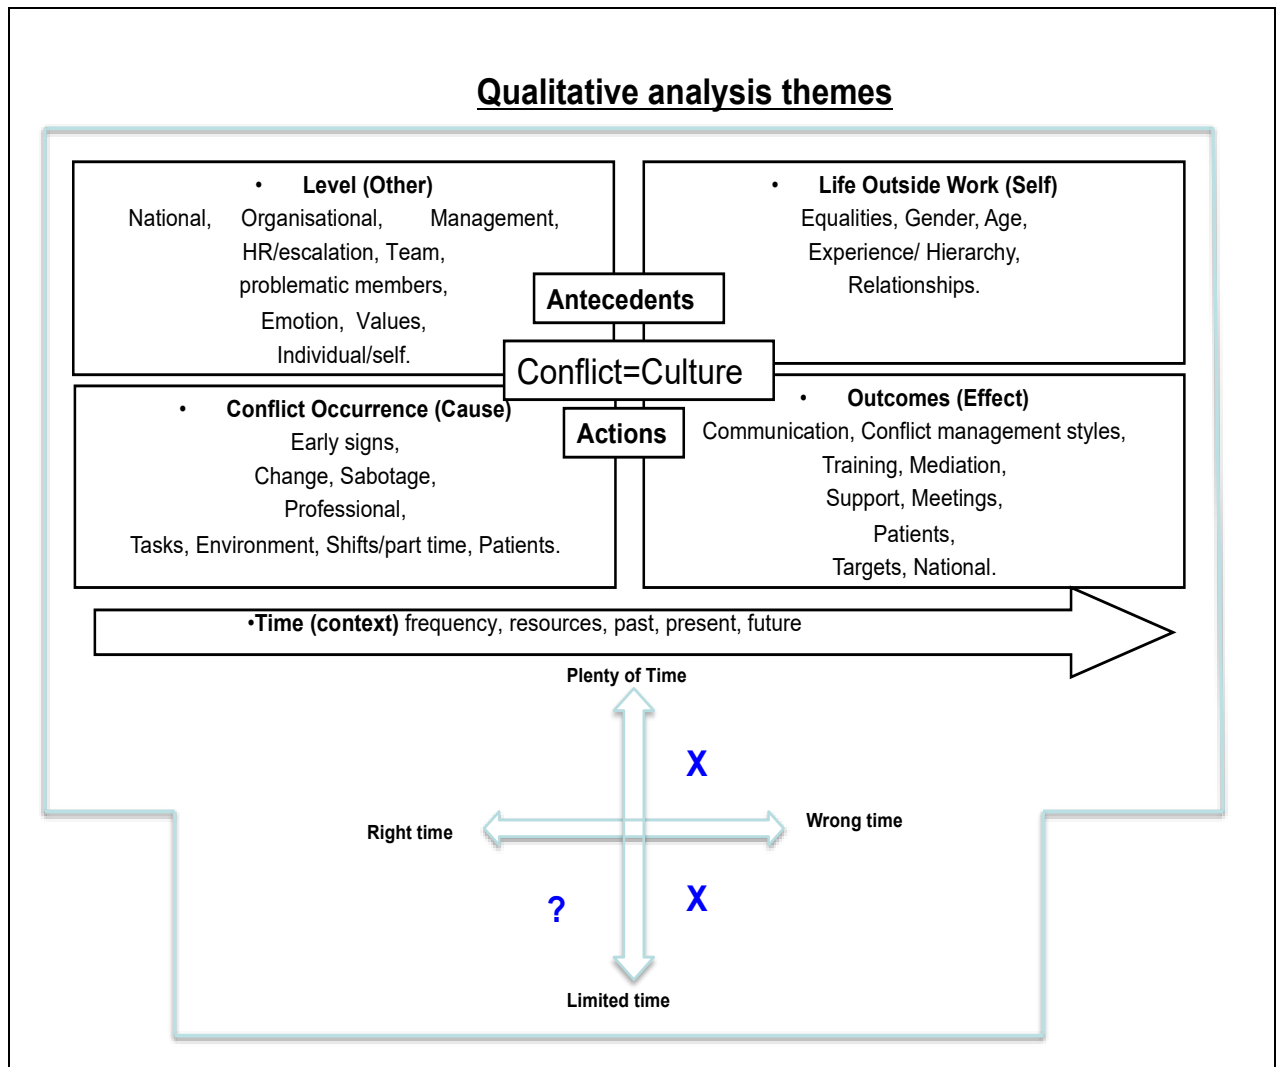 Qualitative analysis themes
• Level (Other)
National, Organisational, Management,
HR/escalation, Team,
problematic members,
Emotion, Values,
Individual/self.
• Life Outside Work (Self)
Equalities, Gender, Age,
Experience/ Hierarchy,
Relationships.
Antecedents
Conflict=Culture
Actions
• Conflict Occurrence (Cause)
Early signs,
Change, Sabotage,
Professional,
Tasks, Environment, Shifts/part time, Patients.
• Outcomes (Effect)
Communication, Conflict management styles,
Training, Mediation,
Support, Meetings,
Patients,
Targets, National.
•Time (context) frequency, resources, past, present, future
Plenty of Time
X
Right time
Wrong time
?
X
Limited time